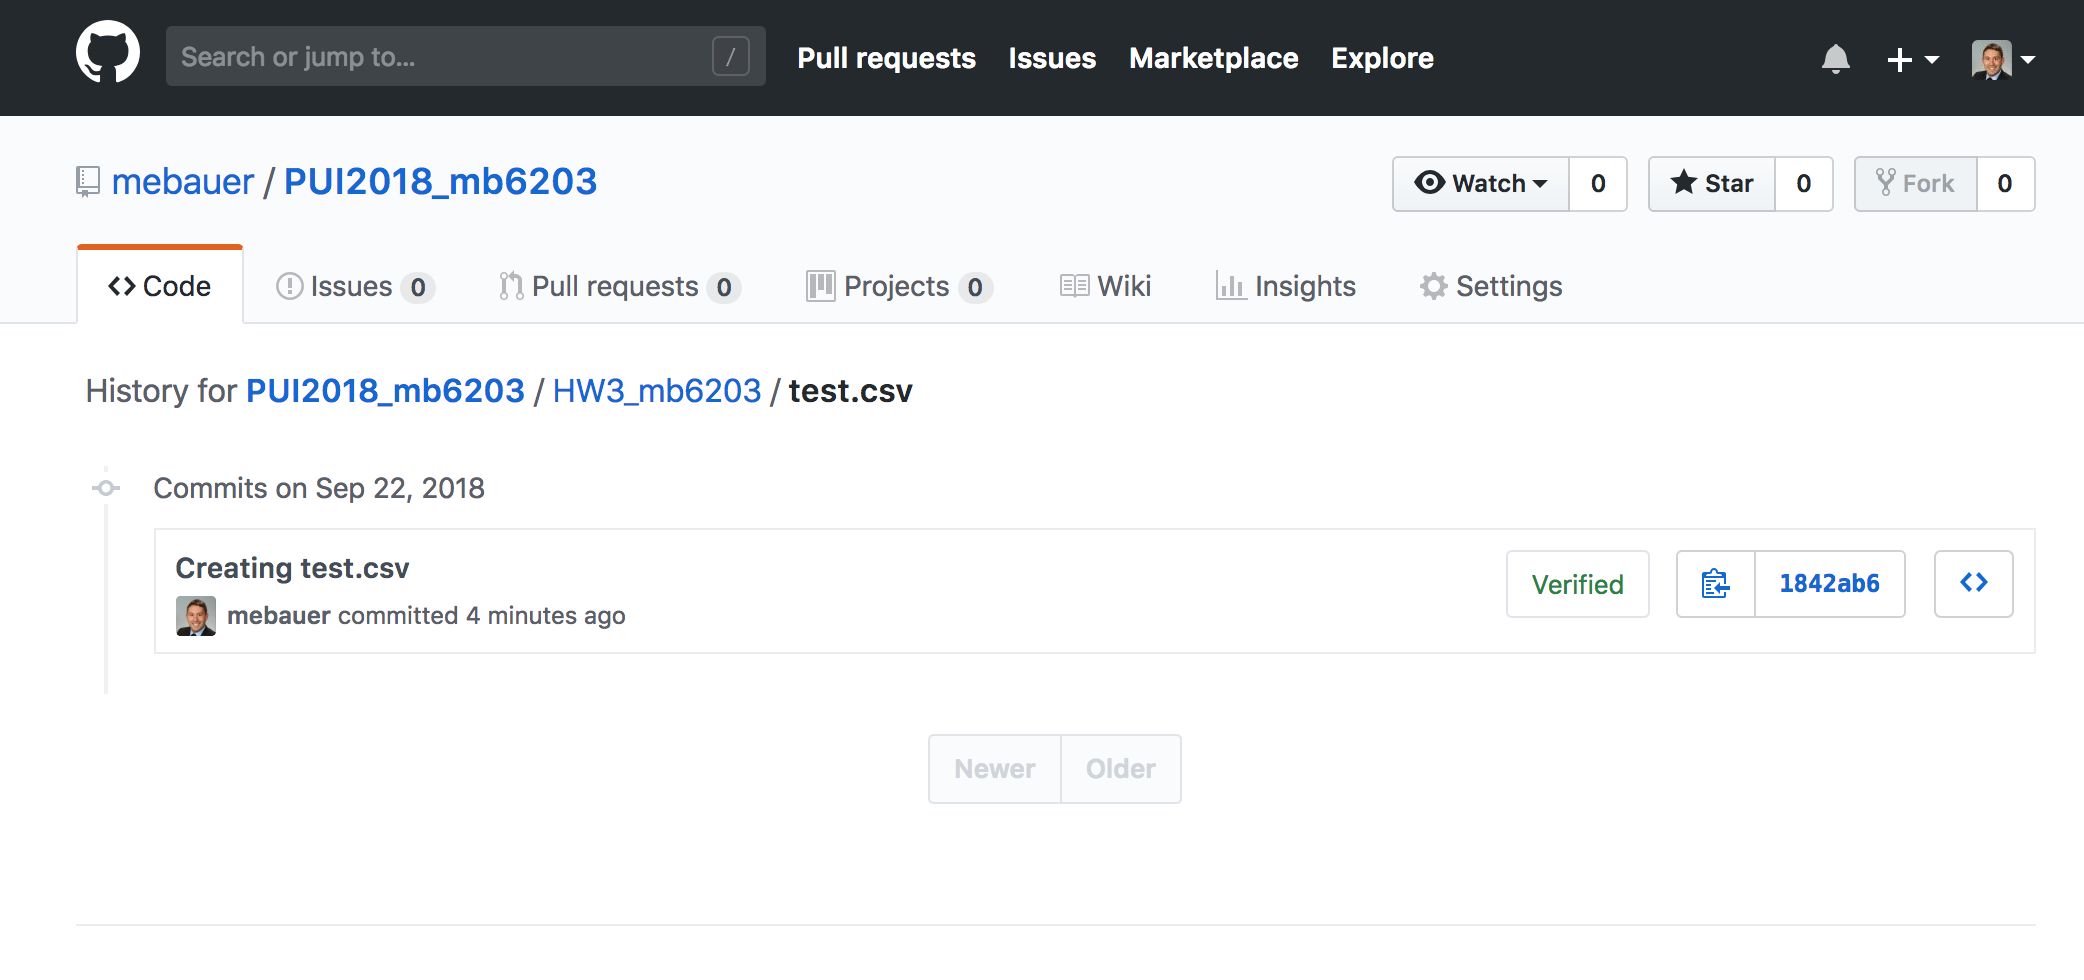 Search or jump to... / Pull requests Issues Marketplace Explore
mebauer / PUI2018_mb6203 Watch 0 Star 0 Fork 0
Code Issues 0 Pull requests 0 Projects 0 Wiki Insights Settings
History for PUI2018_mb6203 / HW3_mb6203 / test.csv
Commits on Sep 22, 2018
Creating test.csv
mebauer committed 4 minutes ago
Verified 1842ab6
Newer Older